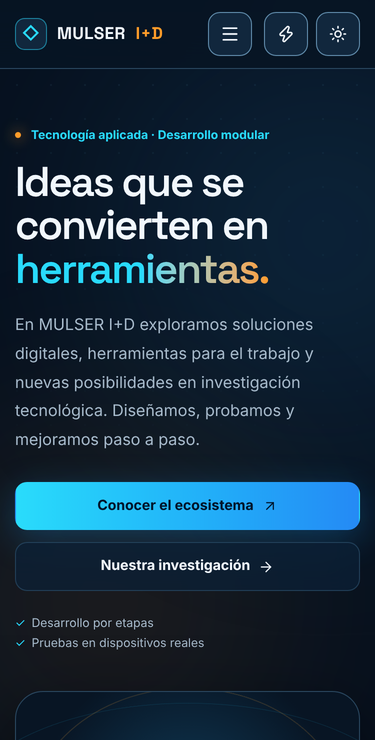 MULSER I+D
Tecnología aplicada · Desarrollo modular
Ideas que se
convierten en
herramientas.
En MULSER I+D exploramos soluciones
digitales, herramientas para el trabajo y
nuevas posibilidades en investigación
tecnológica. Diseñamos, probamos y
mejoramos paso a paso.
Conocer el ecosistema ↗
Nuestra investigación →
✓ Desarrollo por etapas
✓ Pruebas en dispositivos reales